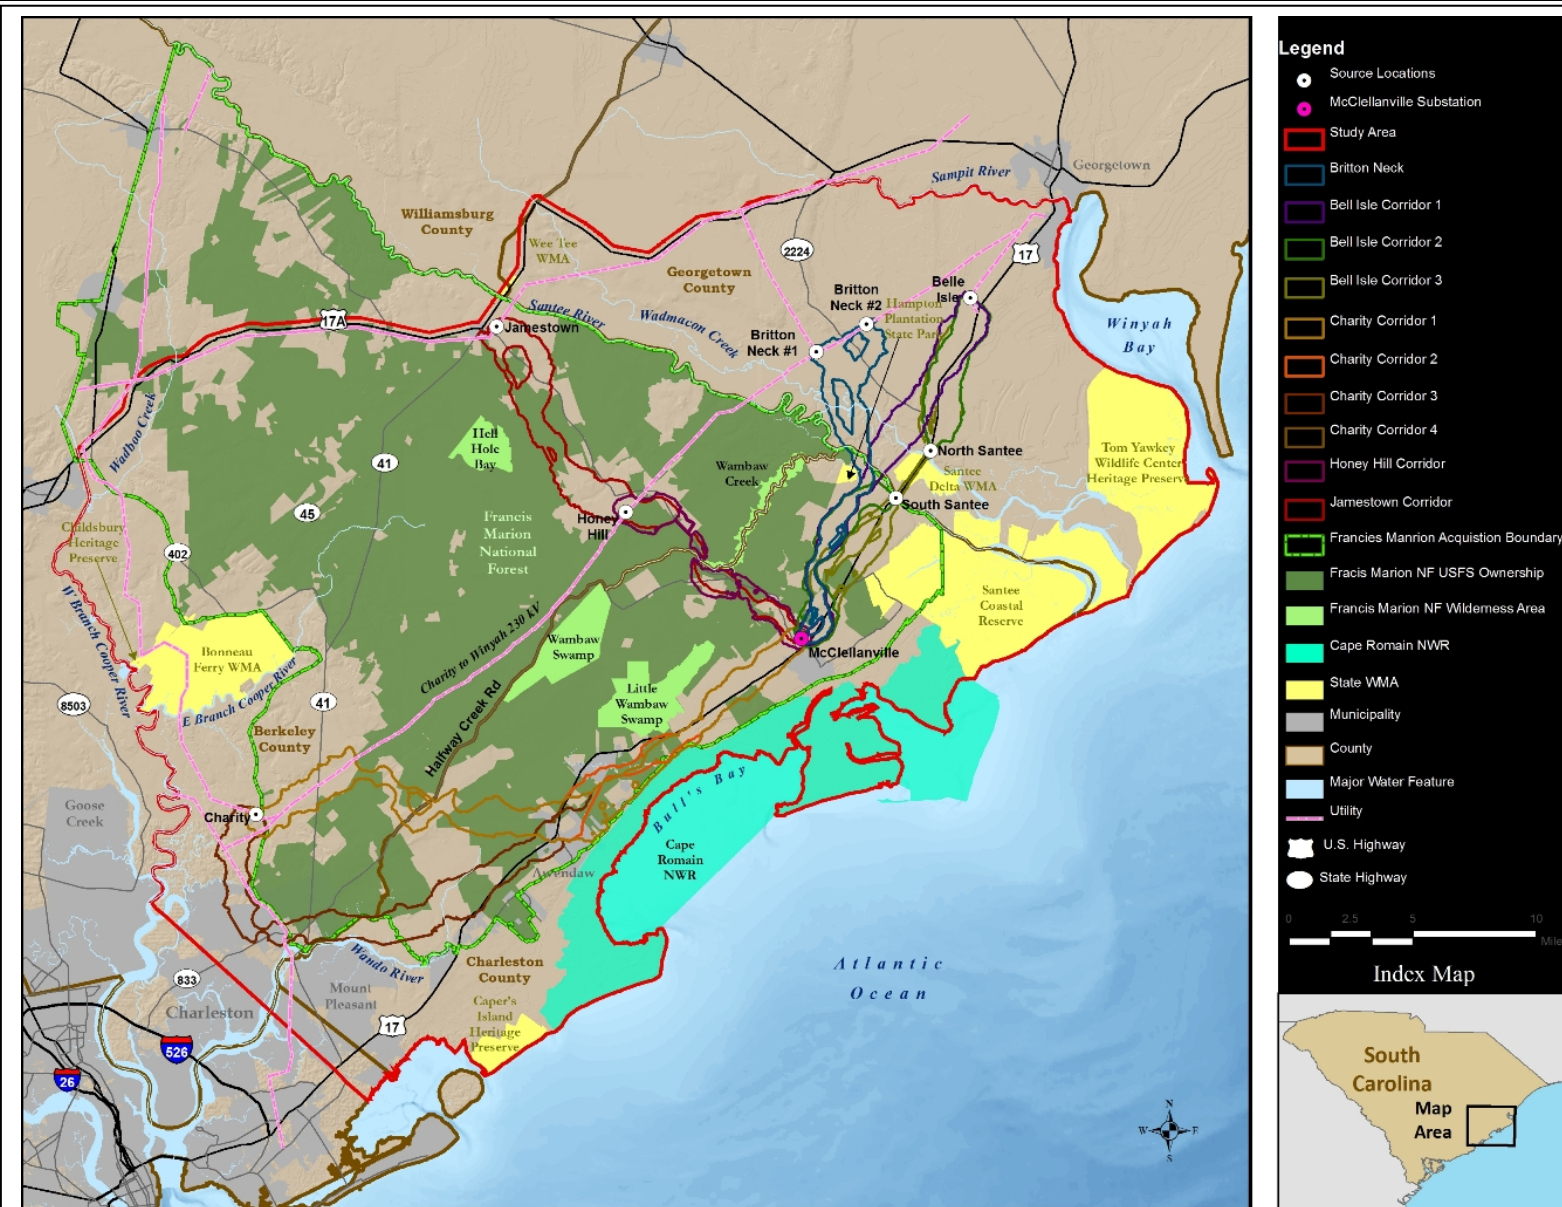 Georgetown
Sampit River
Williamsburg
County
Wee Tee
WMA
2224
17
Georgetown
County
Belle
Isle
Britton
Neck #2
Hampton
Plantation
State Park
Winyah
Bay
17A
Santee River
Jamestown
Wadmacon Creek
Britton
Neck #1
Wadboo Creek
Hell
Hole
Bay
41
Wambaw
Creek
North Santee
Santee
Delta WMA
Tom Yawkey
Wildlife Center
Heritage Preserve
South Santee
45
Honey
Hill
Francis
Marion
National
Forest
Childsbury
Heritage
Preserve
402
W Branch Cooper River
Santee
Coastal
Reserve
Charity to Winyah 230 kV
Wambaw
Swamp
McClellanville
Bonneau
Ferry WMA
E Branch Cooper River
Little
Wambaw
Swamp
8503
41
Berkeley
County
Halfway Creek Rd
Goose
Creek
Charity
Bull's Bay
Cape
Romain
NWR
Awendaw
Wando River
Charleston
County
Atlantic
Ocean
833
Mount
Pleasant
Charleston
17
Caper's
Island
Heritage
Preserve
526
26
N
W
E
S
Legend
Source Locations
McClellanville Substation
Study Area
Britton Neck
Bell Isle Corridor 1
Bell Isle Corridor 2
Bell Isle Corridor 3
Charity Corridor 1
Charity Corridor 2
Charity Corridor 3
Charity Corridor 4
Honey Hill Corridor
Jamestown Corridor
Francies Manrion Acquistion Boundary
Fracis Marion NF USFS Ownership
Francis Marion NF Wilderness Area
Cape Romain NWR
State WMA
Municipality
County
Major Water Feature
Utility
U.S. Highway
State Highway
0 2.5 5 10
Mile
Index Map
South
Carolina
Map
Area